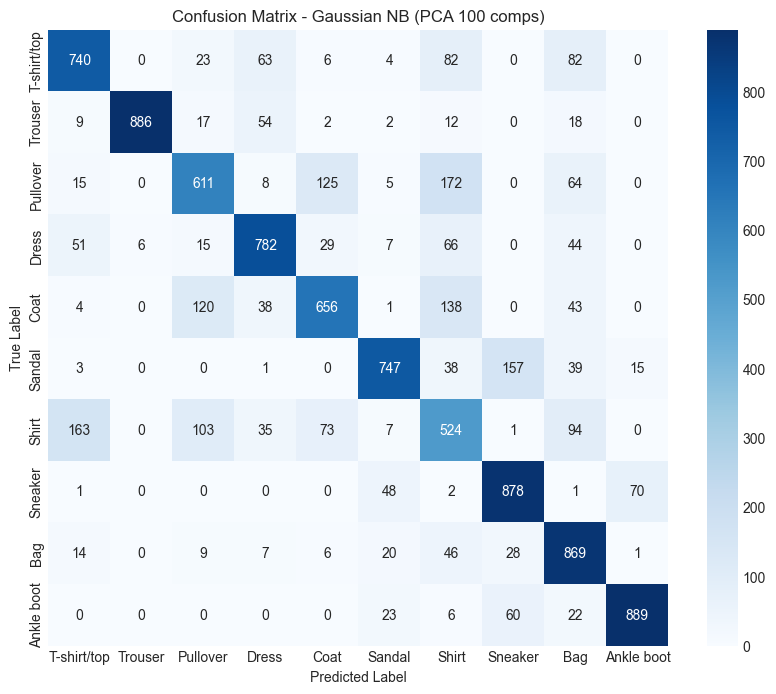 Confusion Matrix - Gaussian NB (PCA 100 comps)
True Label
T-shirt/top 740 0 23 63 6 4 82 0 82 0
Trouser 9 886 17 54 2 2 12 0 18 0
Pullover 15 0 611 8 125 5 172 0 64 0
Dress 51 6 15 782 29 7 66 0 44 0
Coat 4 0 120 38 656 1 138 0 43 0
Sandal 3 0 0 1 0 747 38 157 39 15
Shirt 163 0 103 35 73 7 524 1 94 0
Sneaker 1 0 0 0 0 48 2 878 1 70
Bag 14 0 9 7 6 20 46 28 869 1
Ankle boot 0 0 0 0 0 23 6 60 22 889
T-shirt/top Trouser Pullover Dress Coat Sandal Shirt Sneaker Bag Ankle boot
Predicted Label
800
700
600
500
400
300
200
100
0